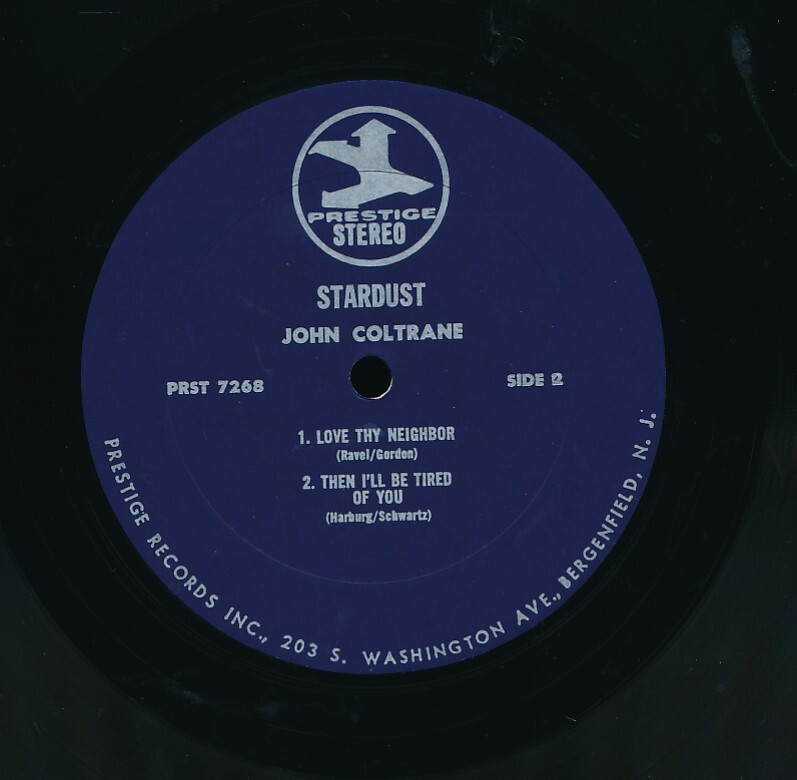 PRESTIGE
STEREO
STARDUST
JOHN COLTRANE
PRST 7268
SIDE 2
1. LOVE THY NEIGHBOR
(Ravel/Gordon)
2. THEN I'LL BE TIRED
OF YOU
(Harburg/Schwartz)
PRESTIGE RECORDS INC., 203 S. WASHINGTON AVE., BERGENFIELD, N. J.